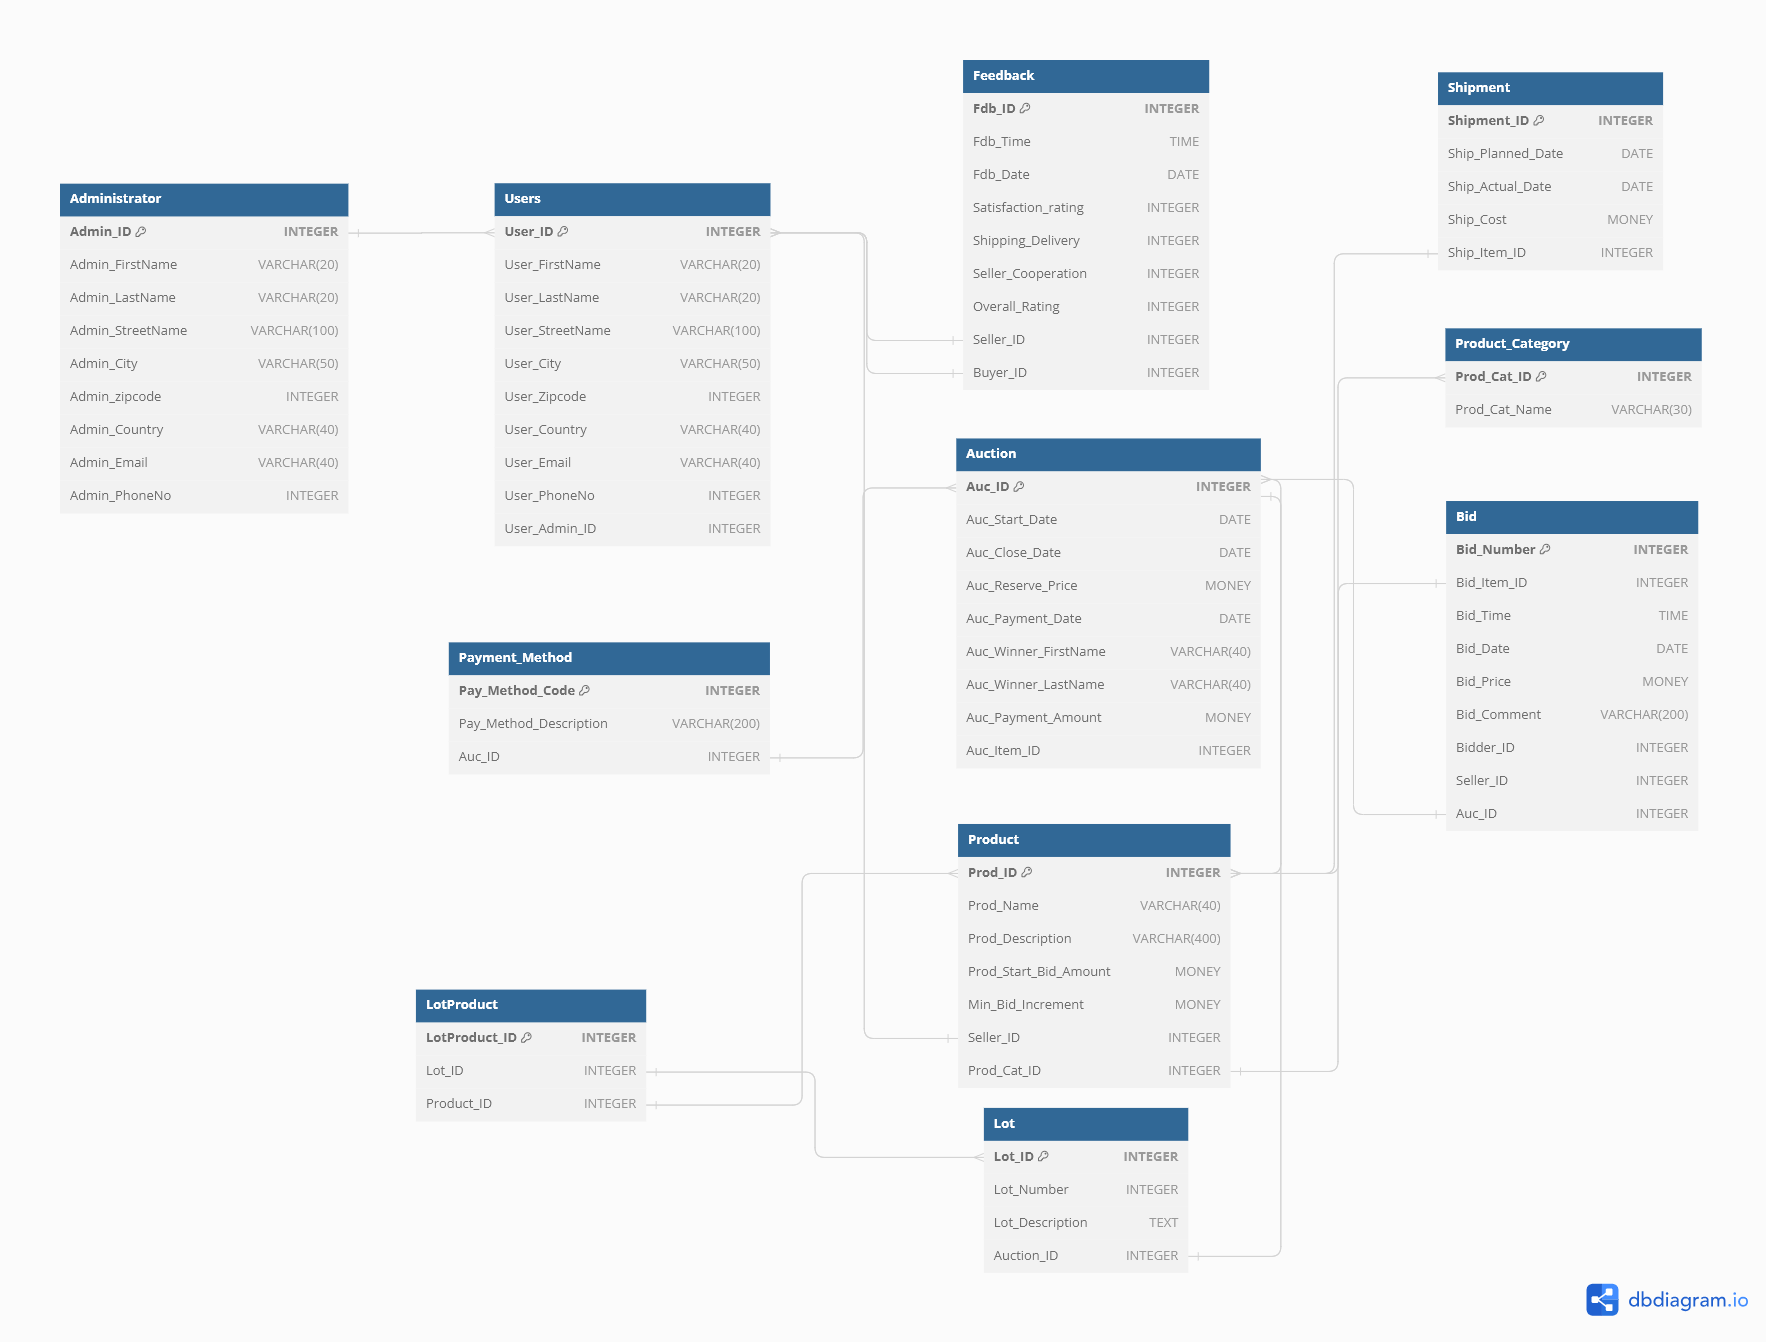 Administrator
Admin_ID INTEGER
Admin_FirstName VARCHAR(20)
Admin_LastName VARCHAR(20)
Admin_StreetName VARCHAR(100)
Admin_City VARCHAR(50)
Admin_zipcode INTEGER
Admin_Country VARCHAR(40)
Admin_Email VARCHAR(40)
Admin_PhoneNo INTEGER
Users
User_ID INTEGER
User_FirstName VARCHAR(20)
User_LastName VARCHAR(20)
User_StreetName VARCHAR(100)
User_City VARCHAR(50)
User_Zipcode INTEGER
User_Country VARCHAR(40)
User_Email VARCHAR(40)
User_PhoneNo INTEGER
User_Admin_ID INTEGER
Payment_Method
Pay_Method_Code INTEGER
Pay_Method_Description VARCHAR(200)
Auc_ID INTEGER
LotProduct
LotProduct_ID INTEGER
Lot_ID INTEGER
Product_ID INTEGER
Feedback
Fdb_ID INTEGER
Fdb_Time TIME
Fdb_Date DATE
Satisfaction_rating INTEGER
Shipping_Delivery INTEGER
Seller_Cooperation INTEGER
Overall_Rating INTEGER
Seller_ID INTEGER
Buyer_ID INTEGER
Auction
Auc_ID INTEGER
Auc_Start_Date DATE
Auc_Close_Date DATE
Auc_Reserve_Price MONEY
Auc_Payment_Date DATE
Auc_Winner_FirstName VARCHAR(40)
Auc_Winner_LastName VARCHAR(40)
Auc_Payment_Amount MONEY
Auc_Item_ID INTEGER
Product
Prod_ID INTEGER
Prod_Name VARCHAR(40)
Prod_Description VARCHAR(400)
Prod_Start_Bid_Amount MONEY
Min_Bid_Increment MONEY
Seller_ID INTEGER
Prod_Cat_ID INTEGER
Lot
Lot_ID INTEGER
Lot_Number INTEGER
Lot_Description TEXT
Auction_ID INTEGER
Shipment
Shipment_ID INTEGER
Ship_Planned_Date DATE
Ship_Actual_Date DATE
Ship_Cost MONEY
Ship_Item_ID INTEGER
Product_Category
Prod_Cat_ID INTEGER
Prod_Cat_Name VARCHAR(30)
Bid
Bid_Number INTEGER
Bid_Item_ID INTEGER
Bid_Time TIME
Bid_Date DATE
Bid_Price MONEY
Bid_Comment VARCHAR(200)
Bidder_ID INTEGER
Seller_ID INTEGER
Auc_ID INTEGER
dbdiagram.io